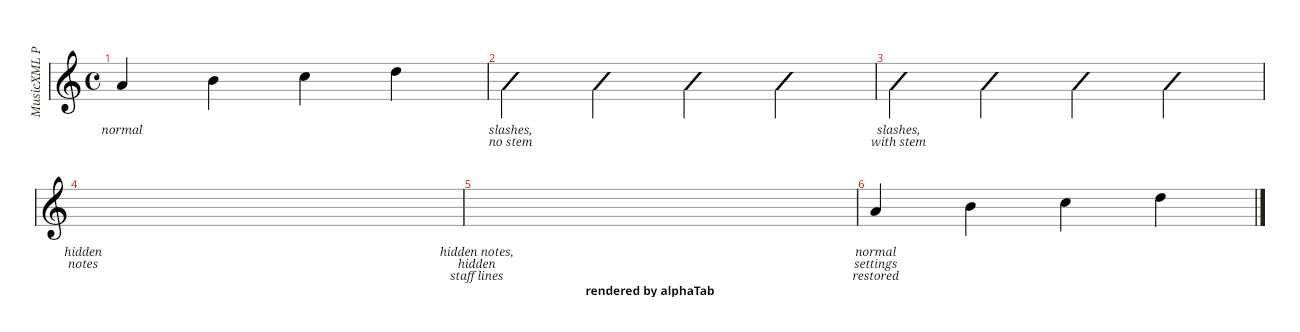 MusicXML P
1
2
3
normal
slashes,
no stem
slashes,
with stem
4
5
6
hidden
notes
hidden notes,
hidden
staff lines
normal
settings
restored
rendered by alphaTab